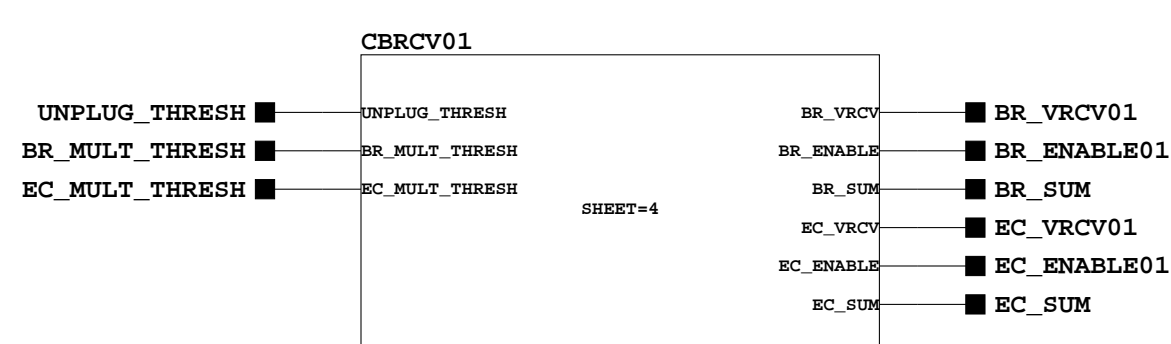 CBRCV01
UNPLUG_THRESH UNPLUG_THRESH BR_VRCV BR_VRCV01
BR_MULT_THRESH BR_MULT_THRESH BR_ENABLE BR_ENABLE01
EC_MULT_THRESH EC_MULT_THRESH BR_SUM BR_SUM
SHEET=4
EC_VRCV EC_VRCV01
EC_ENABLE EC_ENABLE01
EC_SUM EC_SUM